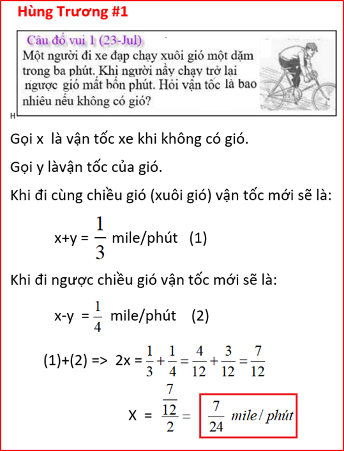 Hùng Trương #1
Câu đố vui 1 (23-Jul)
Một người đi xe đạp chạy xuôi gió một dặm
trong ba phút. Khi người nầy chạy trở lại
ngược gió mất bốn phút. Hỏi vận tốc là bao
nhiêu nếu không có gió?
H
Gọi x là vận tốc xe khi không có gió.
Gọi y làvận tốc của gió.
Khi đi cùng chiều gió (xuôi gió) vận tốc mới sẽ là:
x+y = 1/3 mile/phút (1)
Khi đi ngược chiều gió vận tốc mới sẽ là:
x-y = 1/4 mile/phút (2)
(1)+(2) => 2x = 1/3 + 1/4 = 4/12 + 3/12 = 7/12
X = 7/12/2 = 7/24 mile/ phút